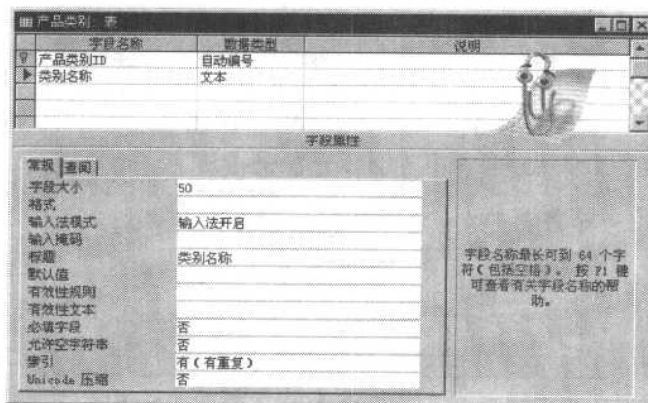 产品类别：表
字段名称 数据类型 说明
产品类别ID 自动编号
类别名称 文本
字段属性
常规 查阅
字段大小 50
格式
输入法模式 输入法开启
输入掩码
标题 类别名称
默认值
有效性规则
有效性文本
必填字段 否
允许空字符串 否
索引 有（有重复）
Unicode 压缩 否
字段名称最长可到 64 个字
符（包括空格）。 按 F1 键
可查看有关字段名称的帮
助。